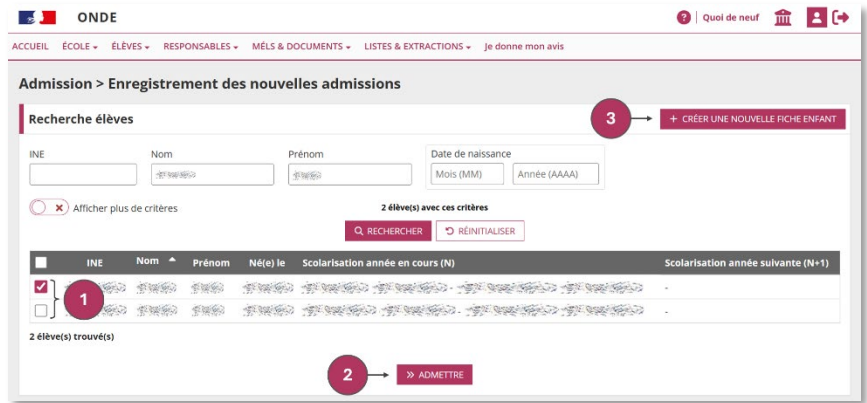 ONDE
? Quoi de neuf
ACCUEIL ÉCOLE ÉLÈVES RESPONSABLES MÉLS & DOCUMENTS LISTES & EXTRACTIONS Je donne mon avis
Admission > Enregistrement des nouvelles admissions
Recherche élèves
3
+ CRÉER UNE NOUVELLE FICHE ENFANT
INE Nom Prénom Date de naissance
Mois (MM) Année (AAAA)
Afficher plus de critères
2 élève(s) avec ces critères
RECHERCHER RÉINITIALISER
INE Nom Prénom Né(e) le Scolarisation année en cours (N) Scolarisation année suivante (N+1)
1
-
-
2 élève(s) trouvé(s)
2
» ADMETTRE